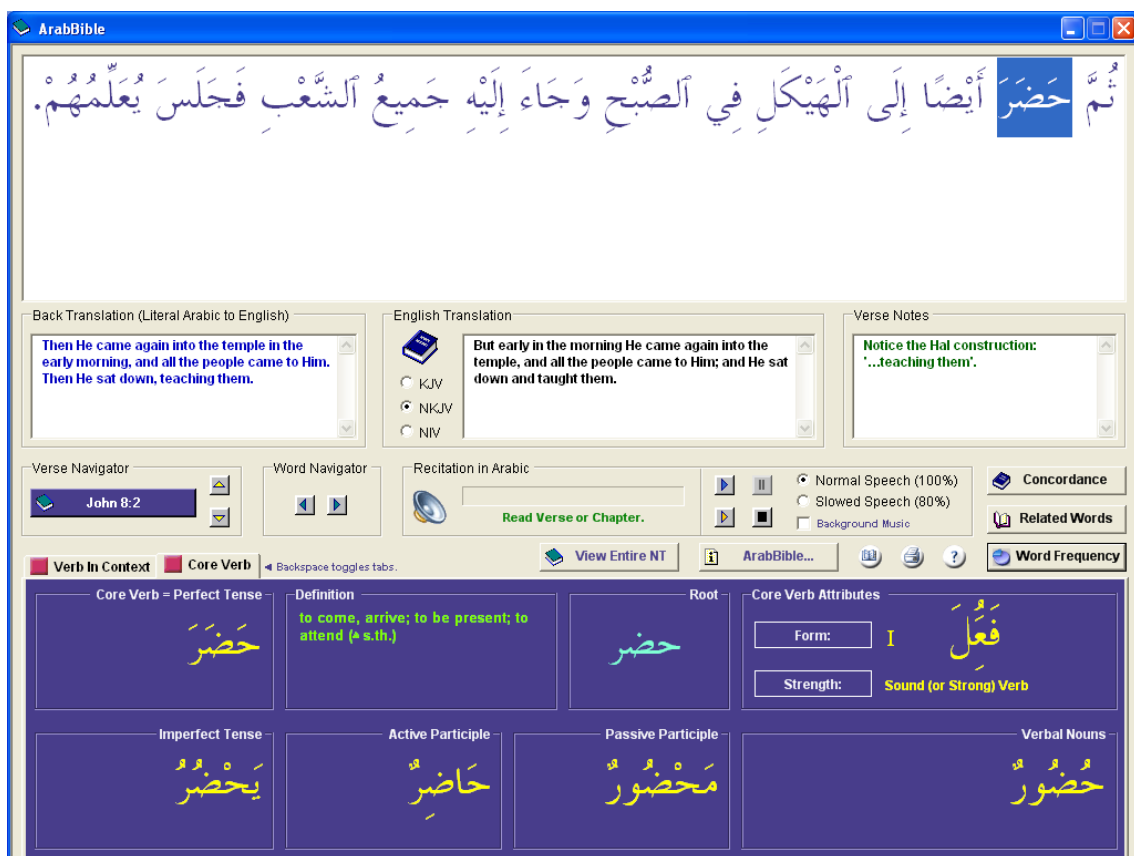 ArabBible
ثُمَّ حَضَرَ أَيْضًا إِلَى ٱلْهَيْكَلِ فِي ٱلصُّبْحِ وَجَاءَ إِلَيْهِ جَمِيعُ ٱلشَّعْبِ فَجَلَسَ يُعَلِّمُهُمْ.
Back Translation (Literal Arabic to English)
Then He came again into the temple in the
early morning, and all the people came to Him.
Then He sat down, teaching them.
English Translation
KJV
NKJV
NIV
But early in the morning He came again into the
temple, and all the people came to Him; and He sat
down and taught them.
Verse Notes
Notice the Hal construction:
'...teaching them'.
Verse Navigator
John 8:2
Word Navigator
Recitation in Arabic
Read Verse or Chapter.
Normal Speech (100%)
Slowed Speech (80%)
Background Music
Concordance
Related Words
Word Frequency
View Entire NT
ArabBible...
Verb In Context
Core Verb
Backspace toggles tabs.
Core Verb = Perfect Tense
حَضَرَ
Definition
to come, arrive; to be present; to
attend (ه s.th.)
Root
حضر
Core Verb Attributes
Form:
I
Strength:
Sound (or Strong) Verb
Imperfect Tense
يَحْضُرُ
Active Participle
حَاضِرٌ
Passive Participle
مَحْضُورٌ
Verbal Nouns
حُضُورٌ